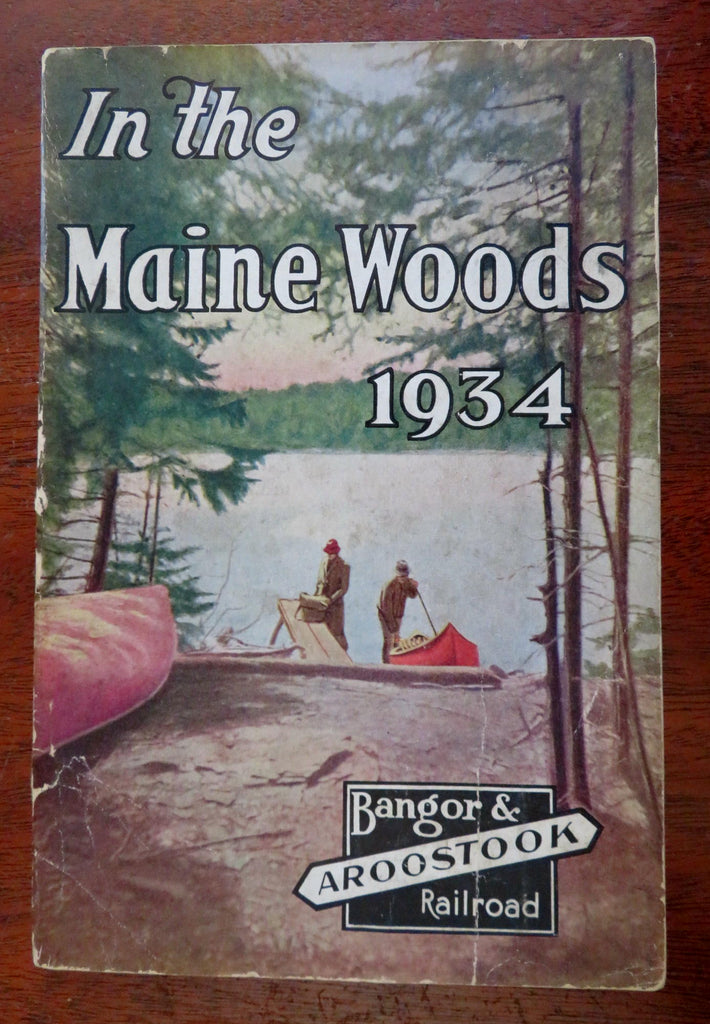 In the
Maine Woods
1934
Bangor &
AROOSTOOK
Railroad